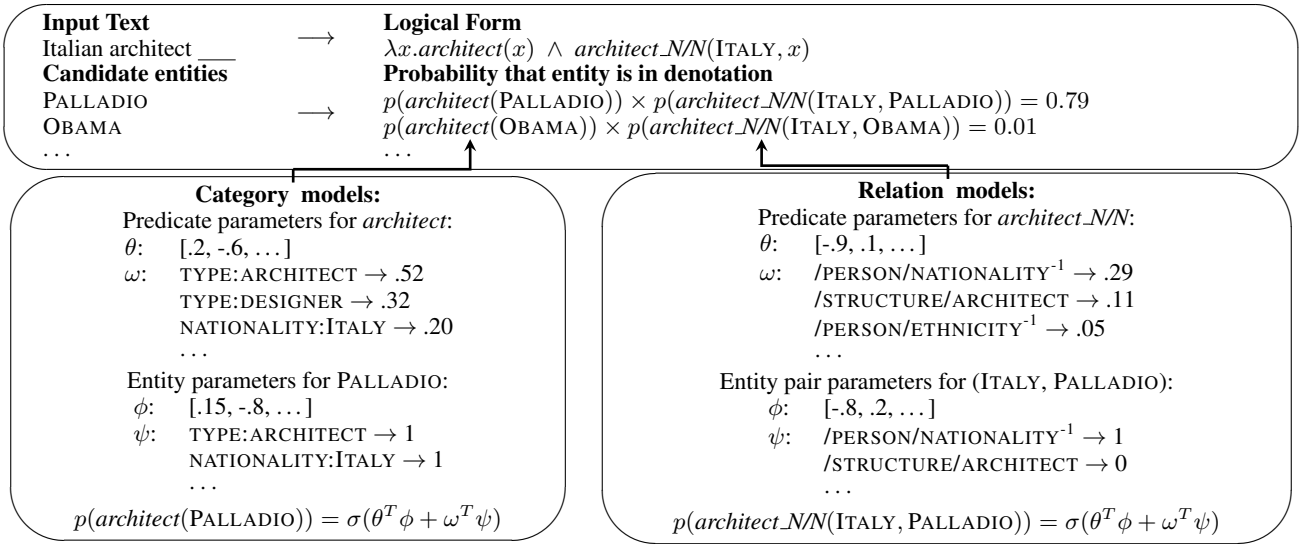 Input Text → Logical Form
Italian architect ___ λx.architect(x) ∧ architect_N/N(ITALY, x)
Candidate entities Probability that entity is in denotation
PALLADIO → p(architect(PALLADIO)) × p(architect_N/N(ITALY, PALLADIO)) = 0.79
OBAMA p(architect(OBAMA)) × p(architect_N/N(ITALY, OBAMA)) = 0.01
... ...
Category models:
Predicate parameters for architect:
θ: [.2, -.6, ...]
ω: TYPE:ARCHITECT → .52
TYPE:DESIGNER → .32
NATIONALITY:ITALY → .20
...
Entity parameters for PALLADIO:
ϕ: [.15, -.8, ...]
ψ: TYPE:ARCHITECT → 1
NATIONALITY:ITALY → 1
...
p(architect(PALLADIO)) = σ(θ^T ϕ + ω^T ψ)
Relation models:
Predicate parameters for architect_N/N:
θ: [-.9, .1, ...]
ω: /PERSON/NATIONALITY^-1 → .29
/STRUCTURE/ARCHITECT → .11
/PERSON/ETHNICITY^-1 → .05
...
Entity pair parameters for (ITALY, PALLADIO):
ϕ: [-.8, .2, ...]
ψ: /PERSON/NATIONALITY^-1 → 1
/STRUCTURE/ARCHITECT → 0
...
p(architect_N/N(ITALY, PALLADIO)) = σ(θ^T ϕ + ω^T ψ)